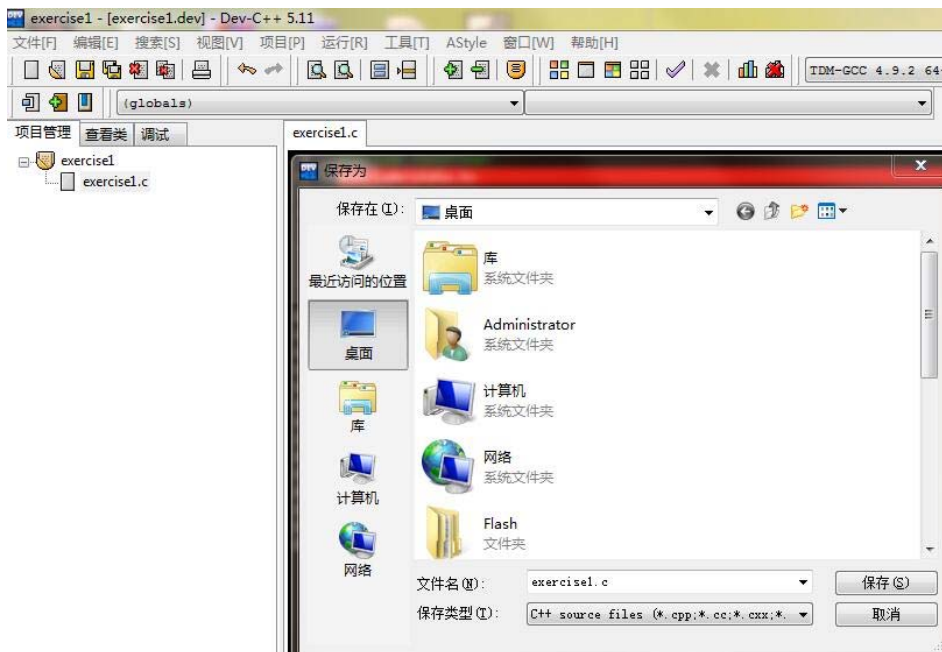 exercise1 - [exercise1.dev] - Dev-C++ 5.11
文件[F] 编辑[E] 搜索[S] 视图[V] 项目[P] 运行[R] 工具[T] AStyle 窗口[W] 帮助[H]
TDM-GCC 4.9.2 64
(globals)
项目管理 查看类 调试
exercise1.c
exercise1
exercise1.c
保存为
保存在(I):
桌面
最近访问的位置
桌面
库
计算机
网络
库
系统文件夹
Administrator
系统文件夹
计算机
系统文件夹
网络
系统文件夹
Flash
文件夹
文件名(N): exercise1.c 保存(S)
保存类型(T): C++ source files (*.cpp;*.cc;*.cxx;*. 取消